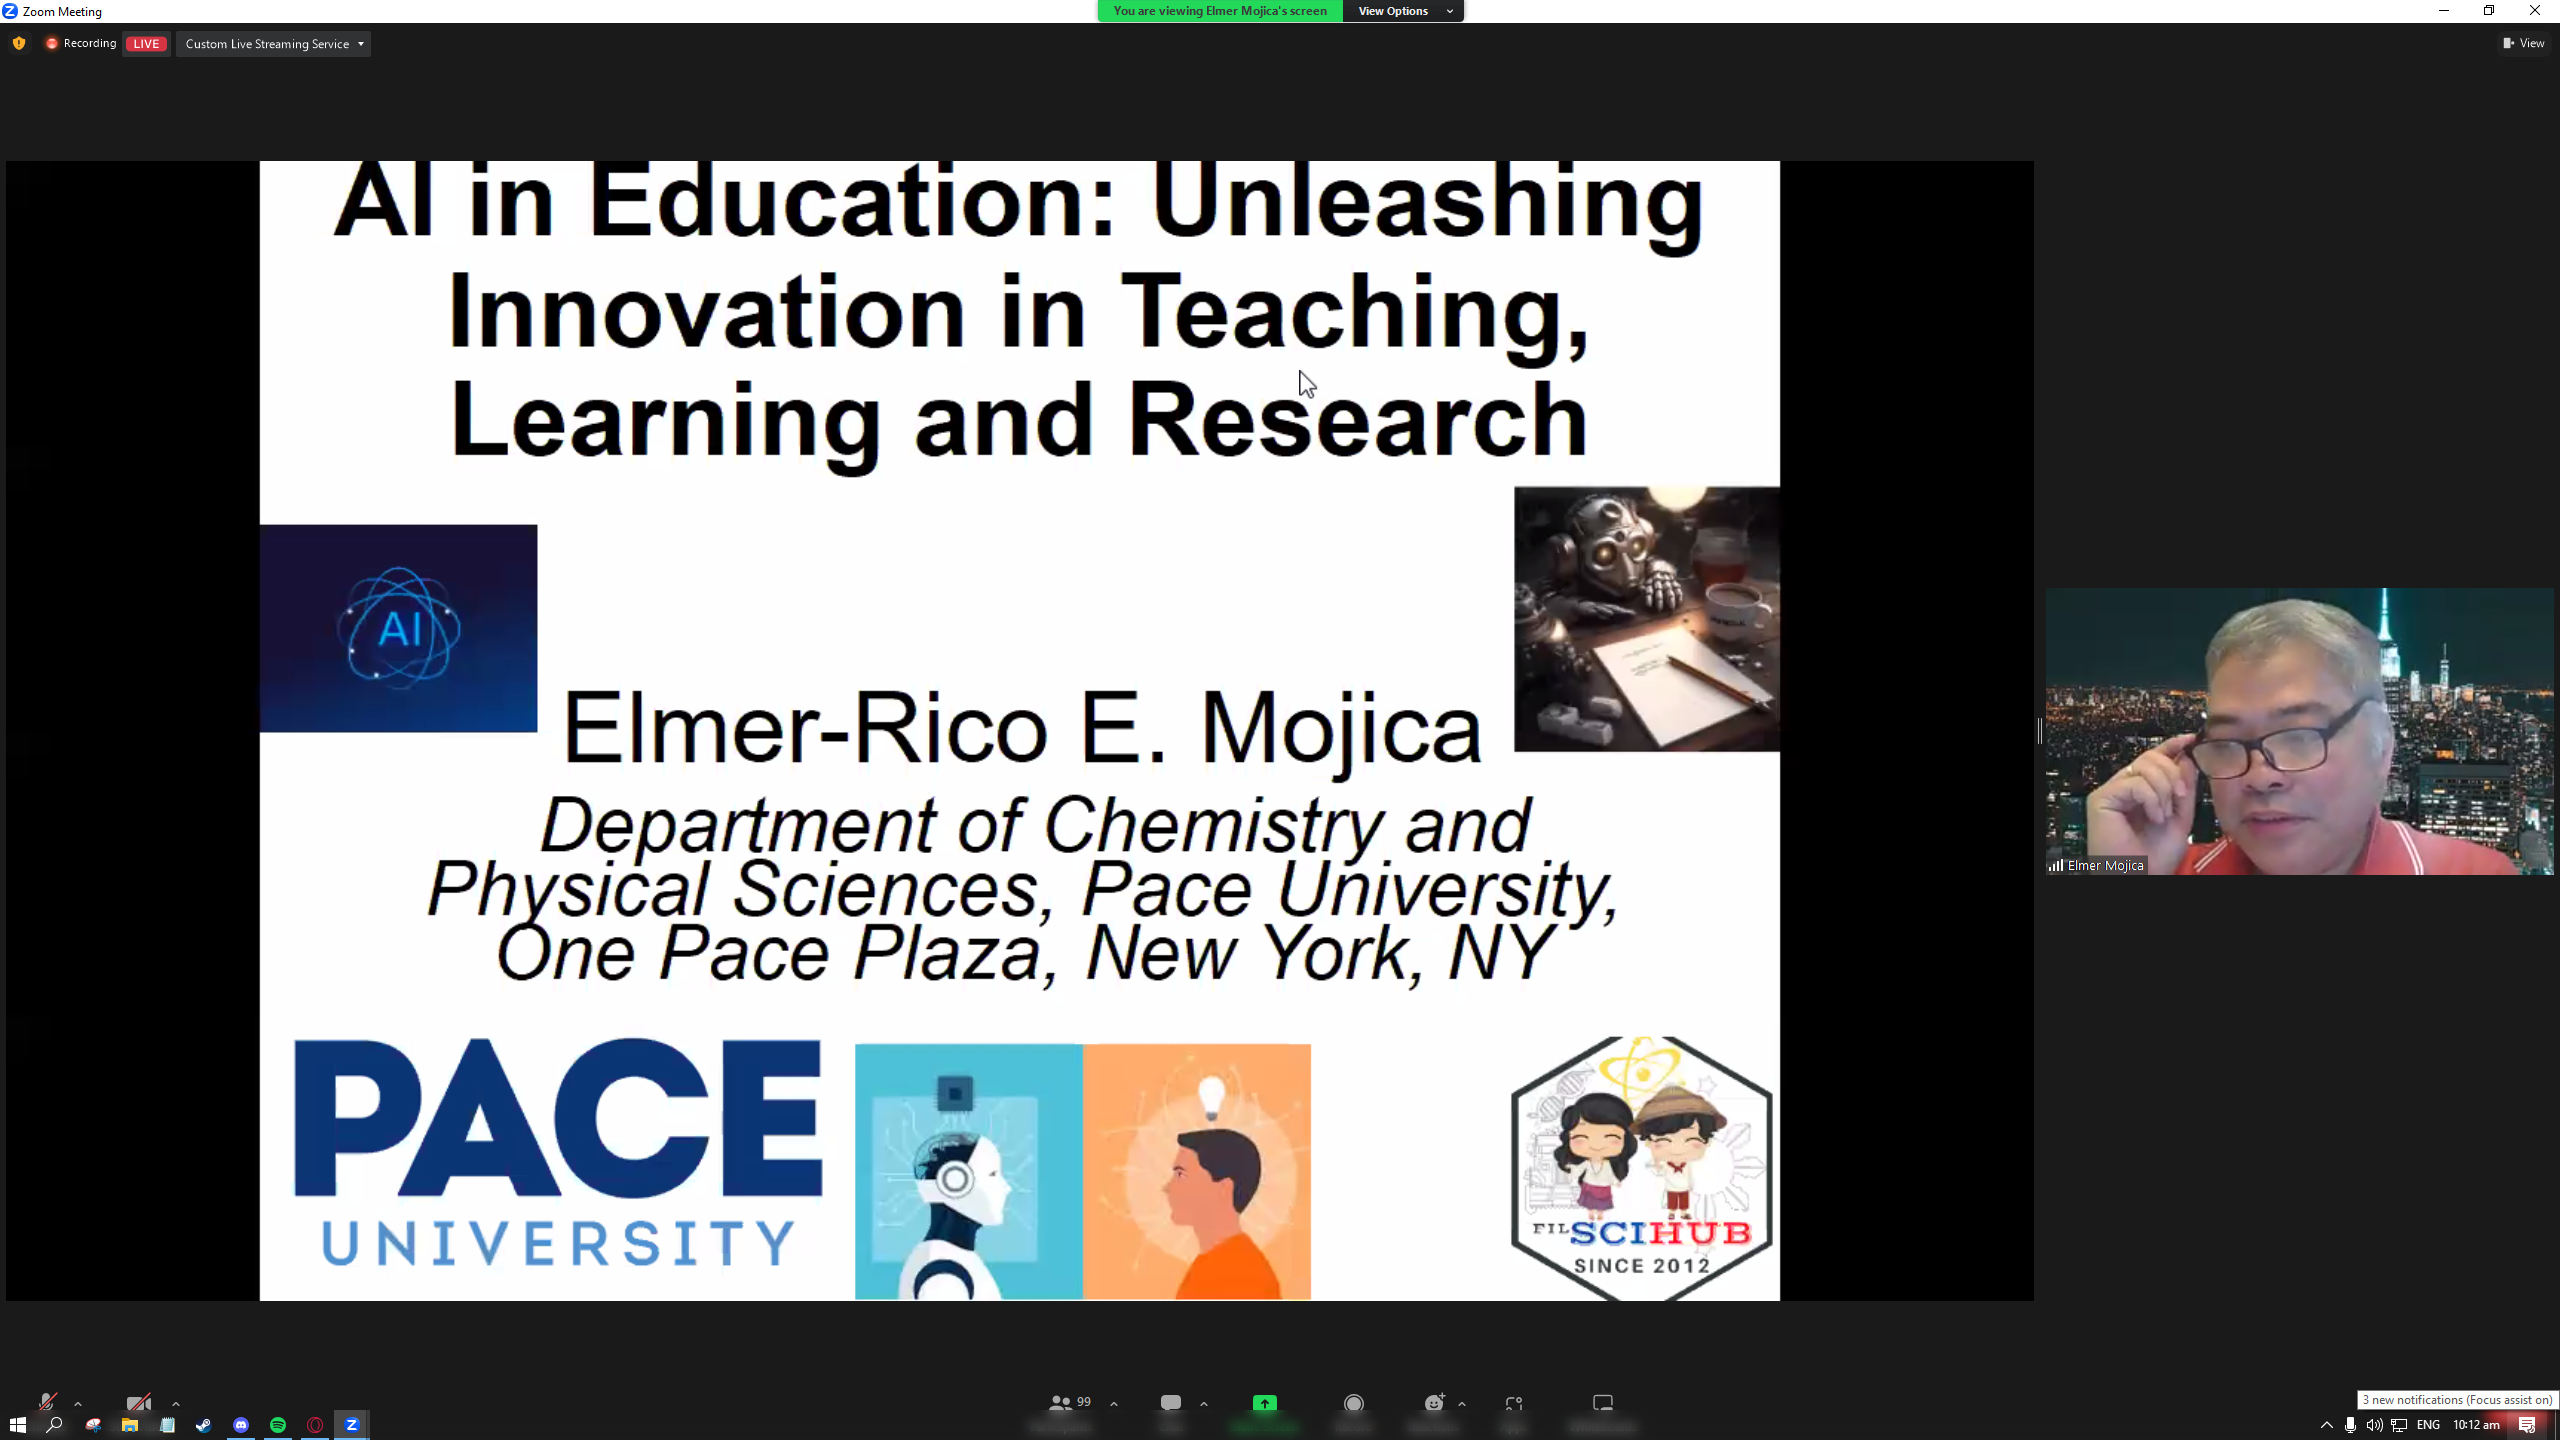 Zoom Meeting
You are viewing Elmer Mojica's screen
View Options
Recording
LIVE
Custom Live Streaming Service
View
AI in Education: Unleashing
Innovation in Teaching,
Learning and Research
AI
Elmer-Rico E. Mojica
Department of Chemistry and
Physical Sciences, Pace University,
One Pace Plaza, New York, NY
Elmer Mojica
PACE
UNIVERSITY
FILSCIHUB
SINCE 2012
99
3 new notifications (Focus assist on)
ENG
10:12 am